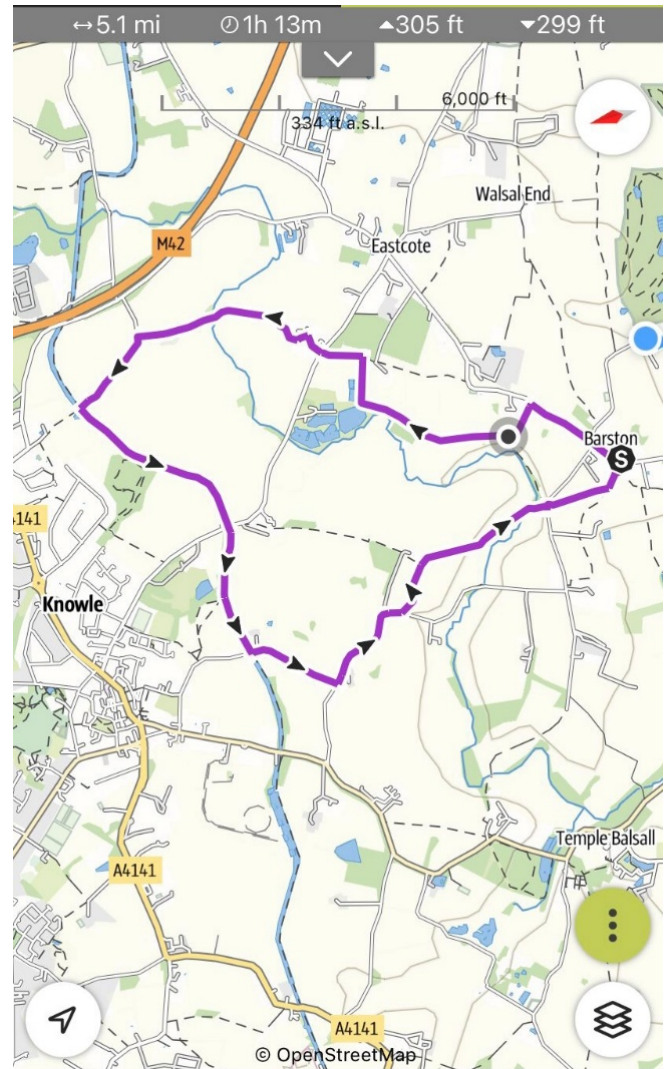 ↔5.1 mi 1h 13m ▲305 ft ▼299 ft
6,000 ft
334 ft a.s.l.
Walsal End
M42
Eastcote
Barston
S
4141
Knowle
Temple Balsall
A4141
A4141
© OpenStreetMap